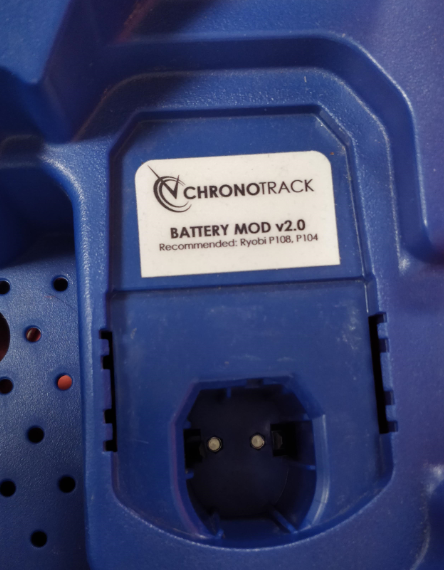 CHRONOTRACK
BATTERY MOD v2.0
Recommended: Ryobi P108, P104